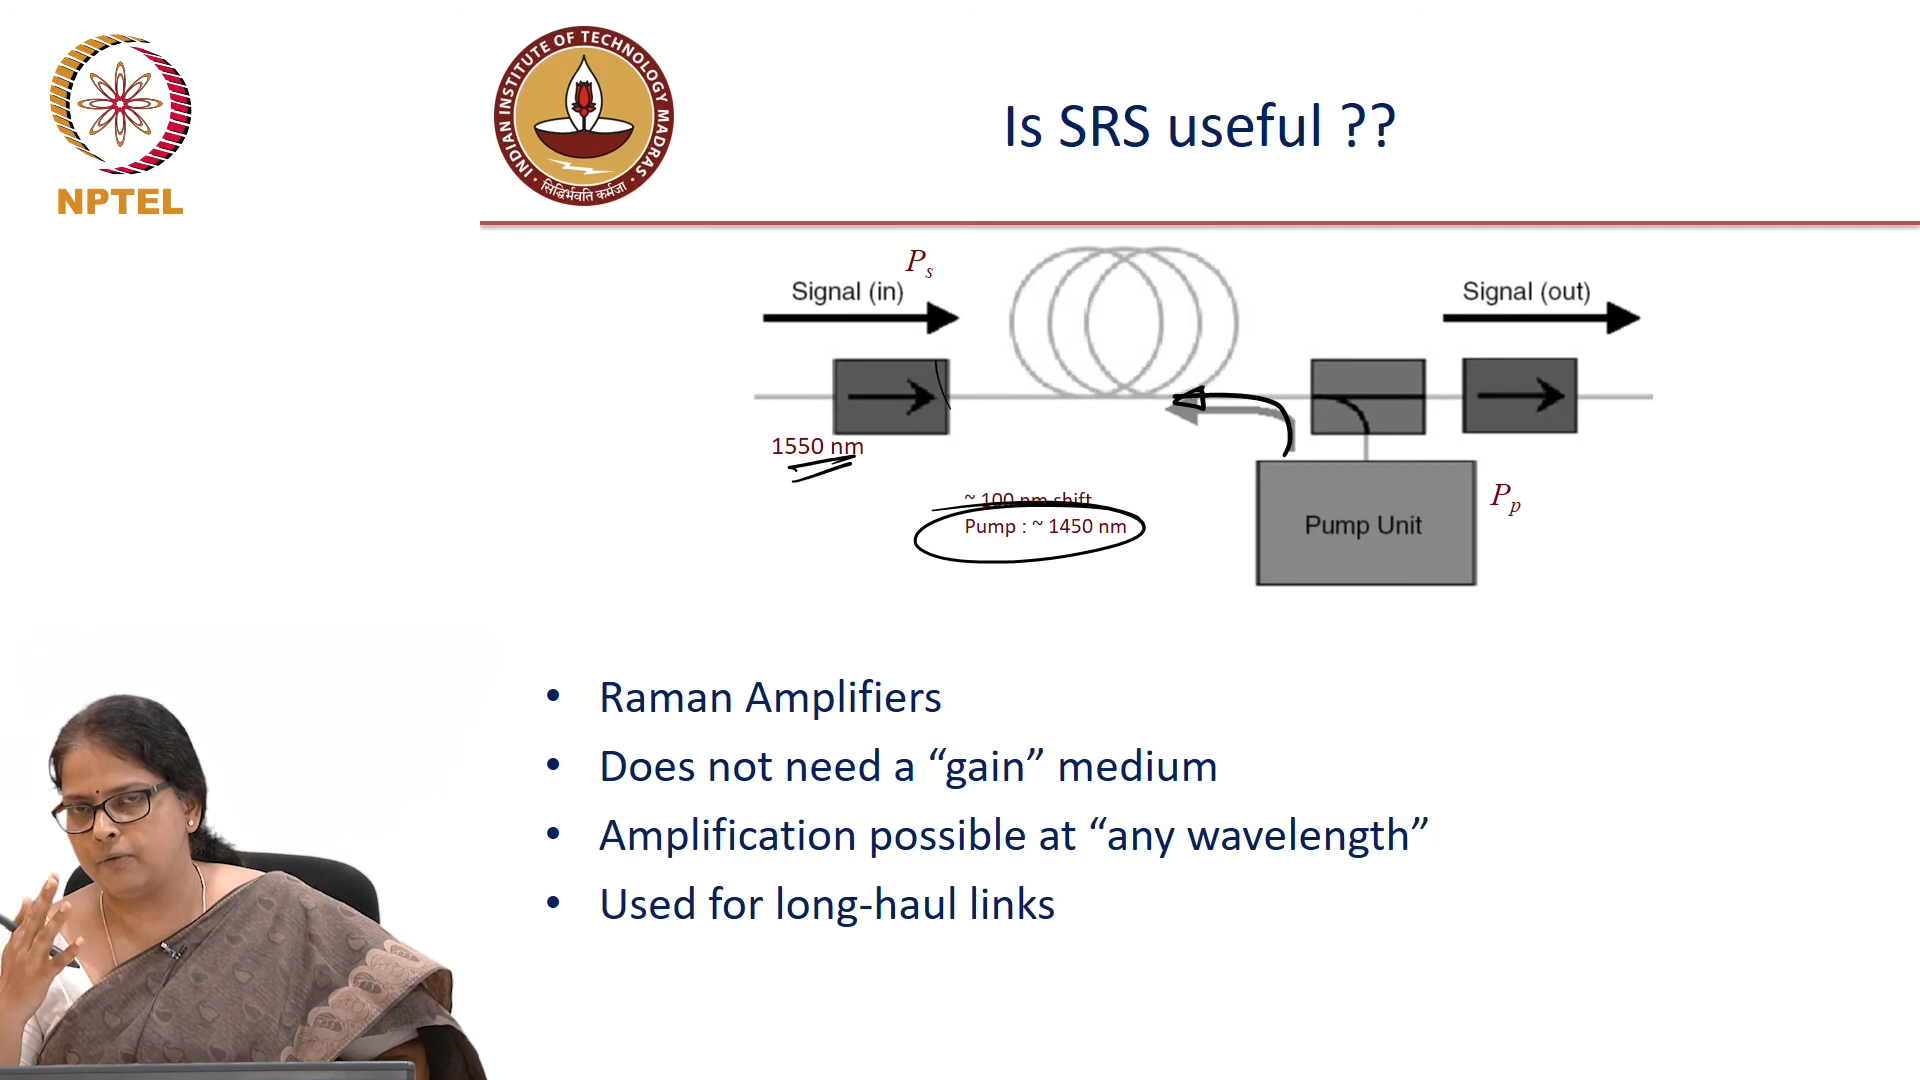 NPTEL
INDIAN INSTITUTE OF TECHNOLOGY MADRAS
सिद्धिर्भवति कर्मजा
Is SRS useful ??
Ps
Signal (in)
Signal (out)
1550 nm
~ 100 nm shift
Pump : ~ 1450 nm
Pp
Pump Unit
• Raman Amplifiers
• Does not need a “gain” medium
• Amplification possible at “any wavelength”
• Used for long-haul links